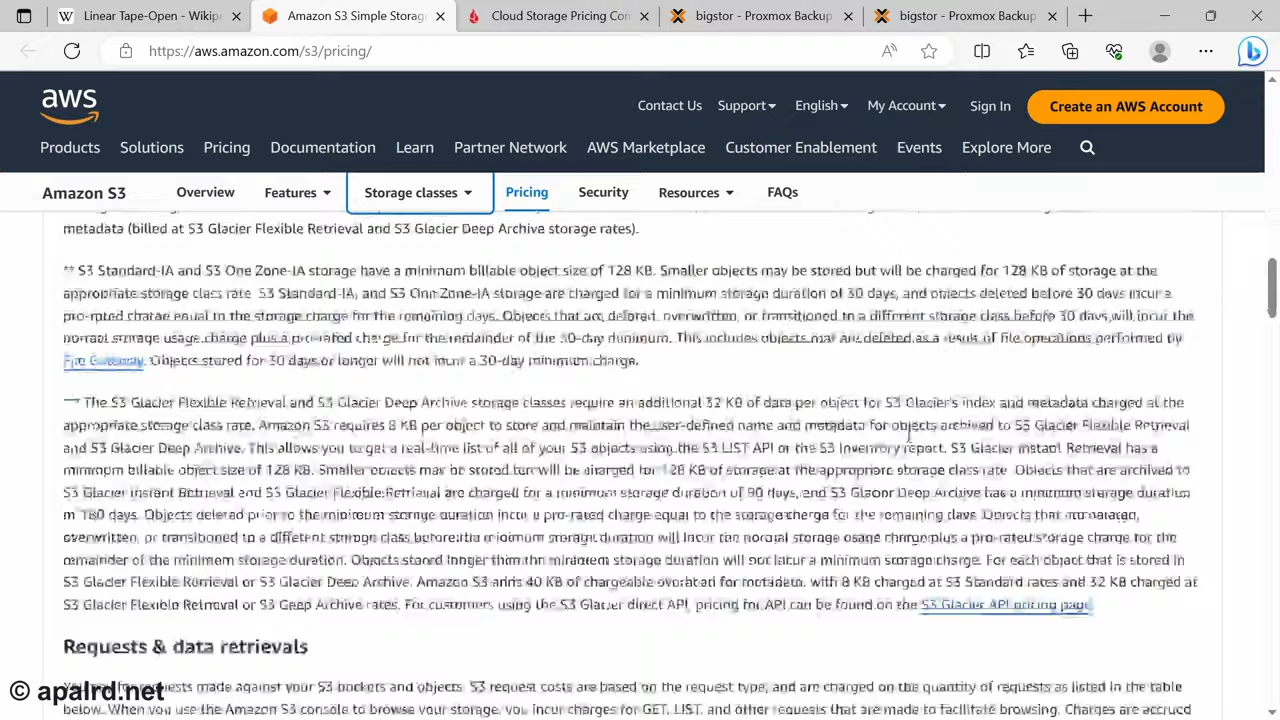 Linear Tape-Open - Wikip
Amazon S3 Simple Storag
Cloud Storage Pricing Con
bigstor - Proxmox Backup
bigstor - Proxmox Backup
https://aws.amazon.com/s3/pricing/
aws
Contact Us
Support
English
My Account
Sign In
Create an AWS Account
Products
Solutions
Pricing
Documentation
Learn
Partner Network
AWS Marketplace
Customer Enablement
Events
Explore More
Amazon S3
Overview
Features
Storage classes
Pricing
Security
Resources
FAQs
metadata (billed at S3 Glacier Flexible Retrieval and S3 Glacier Deep Archive storage rates).
** S3 Standard-IA and S3 One Zone-IA storage have a minimum billable object size of 128 KB. Smaller objects may be stored but will be charged for 128 KB of storage at the
appropriate storage class rate. S3 Standard-IA, and S3 One Zone-IA storage are charged for a minimum storage duration of 30 days, and objects deleted before 30 days incur a
pro-rated charge equal to the storage charge for the remaining days. Objects that are deleted, overwritten, or transitioned to a different storage class before 30 days will incur the
normal storage usage charge plus a pro-rated charge for the remainder of the 30-day minimum. This includes objects may are deleted as a result of file operations performed by
File Gateway. Objects stored for 30 days or longer will not incur a 30-day minimum charge.
The S3 Glacier Flexible Retrieval and S3 Glacier Deep Archive storage classes require an additional 32 KB of data per object for S3 Glacier's index and metadata charged at the
appropriate storage class rate. Amazon S3 requires 8 KB per object to store and maintain the user-defined name and metadata for objects archived to S3 Glacier Flexible Retrieval
and S3 Glacier Deep Archive. This allows you to get a real-time list of all of your S3 objects using the S3 LIST API or the S3 Inventory report. S3 Glacier Instant Retrieval has a
minimum billable object size of 128 KB. Smaller objects may be stored but will be charged for 128 KB of storage at the appropriate storage class rate. Objects that are archived to
S3 Glacier Instant Retrieval and S3 Glacier Flexible Retrieval are charged for a minimum storage duration of 90 days, and S3 Glacier Deep Archive has a minimum storage duration
180 days. Objects deleted prior to the minimum storage duration incur a pro-rated charge equal to the storage charge for the remaining days. Objects that are
overwritten, or transitioned to a different storage class before the minimum storage duration will incur the normal storage usage charge plus a pro-rated storage charge for the
remainder of the minimum storage duration. Objects stored longer than the minimum storage duration will not incur a minimum storage charge. For each object that is stored in
S3 Glacier Flexible Retrieval or S3 Glacier Deep Archive, Amazon S3 adds 40 KB of chargeable overhead for metadata, with 8 KB charged at S3 Standard rates and 32 KB charged at
S3 Glacier Flexible Retrieval or S3 Deep Archive rates. For customers using the S3 Glacier direct API, pricing for API can be found on the S3 Glacier API pricing page
Requests & data retrievals
You pay for requests made against your S3 buckets and objects. S3 request costs are based on the request type, and are charged on the quantity of requests as listed in the table
below. When you use the Amazon S3 console to browse your storage, you incur charges for GET, LIST, and other requests that are made to facilitate browsing. Charges are accrued
© apalrd.net